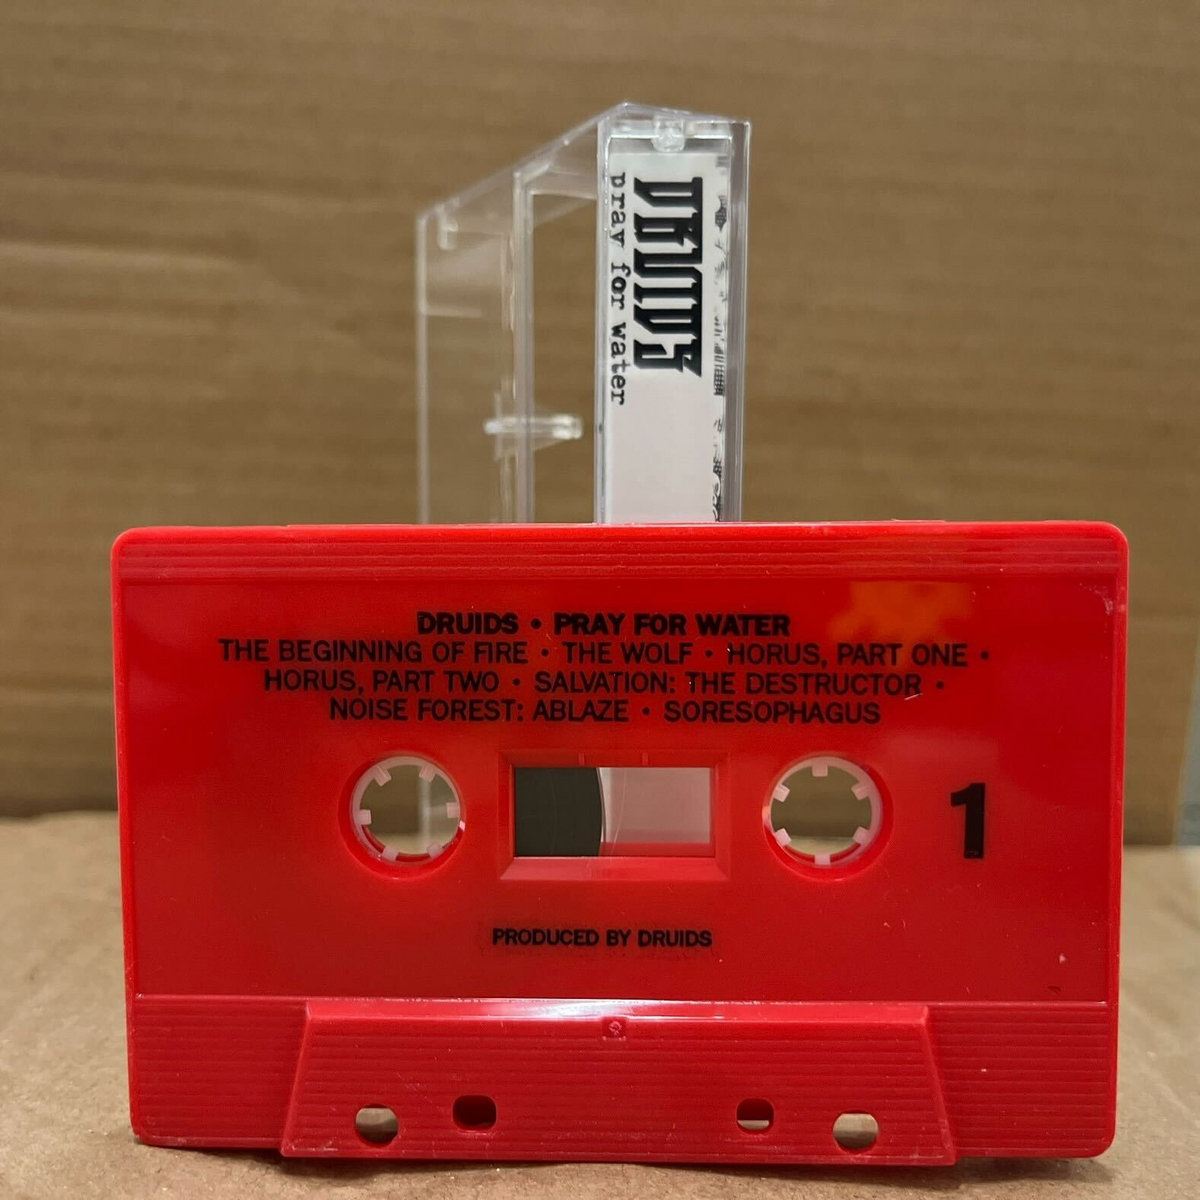 DRUIDS
pray for water
DRUIDS • PRAY FOR WATER
THE BEGINNING OF FIRE • THE WOLF • HORUS, PART ONE •
HORUS, PART TWO • SALVATION: THE DESTRUCTOR •
NOISE FOREST: ABLAZE • SORESOPHAGUS
1
PRODUCED BY DRUIDS